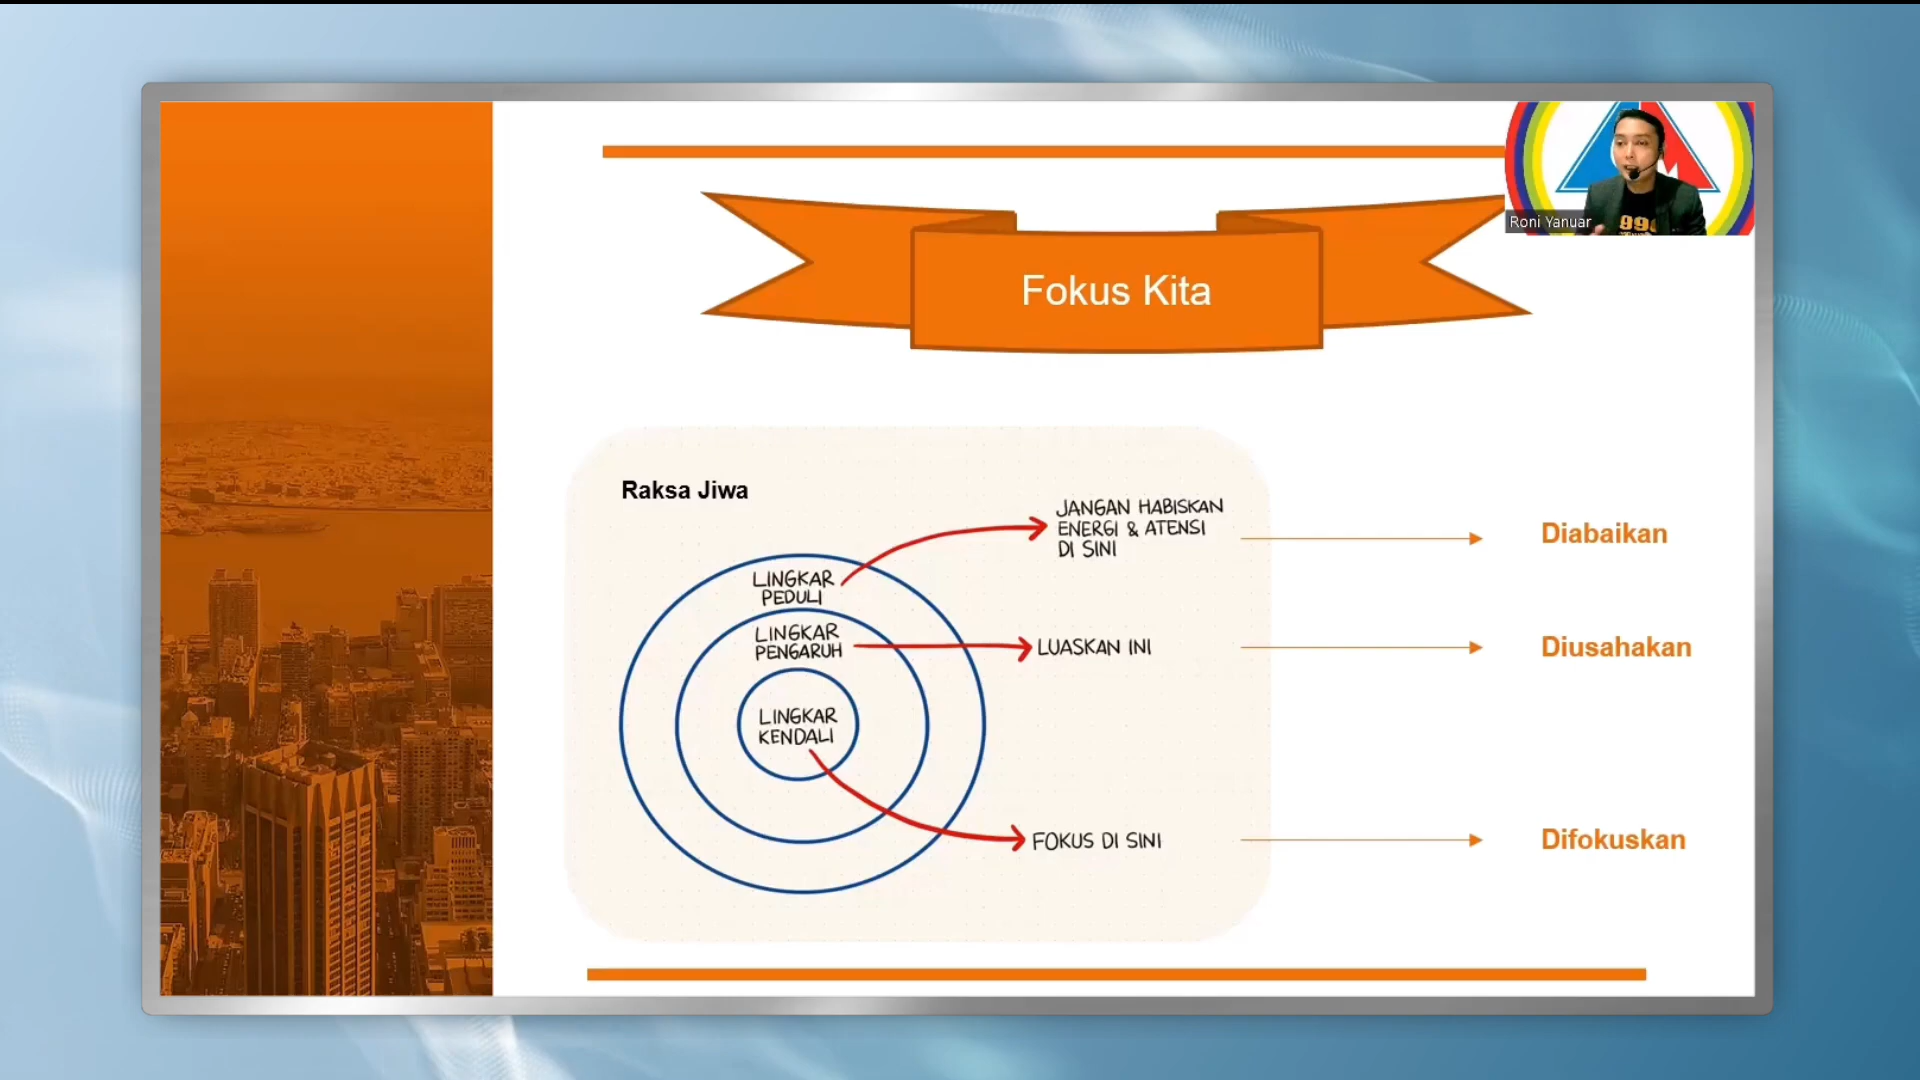 Fokus Kita
Roni Yanuar
Raksa Jiwa
JANGAN HABISKAN
ENERGI & ATENSI
DI SINI
Diabaikan
LINGKAR
PEDULI
LINGKAR
PENGARUH
LUASKAN INI
Diusahakan
LINGKAR
KENDALI
FOKUS DI SINI
Difokuskan